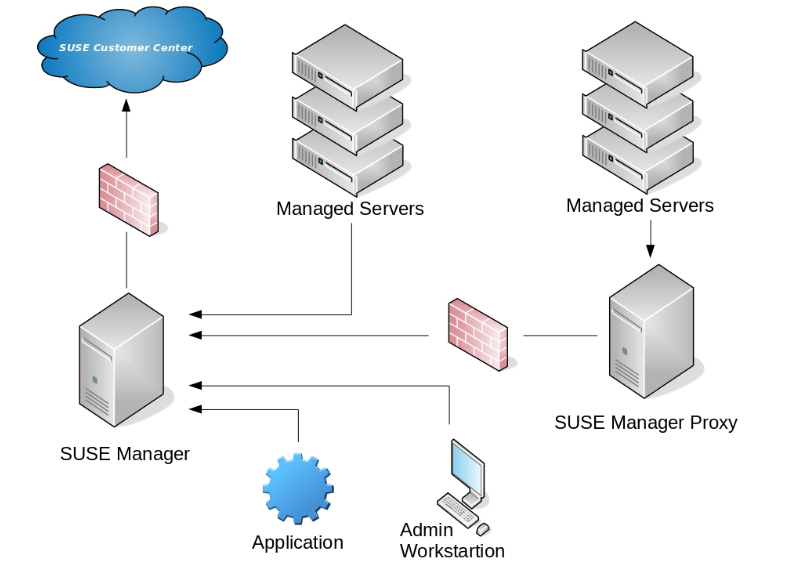 SUSE Customer Center
Managed Servers
Managed Servers
SUSE Manager Proxy
SUSE Manager
Application
Admin
Workstartion